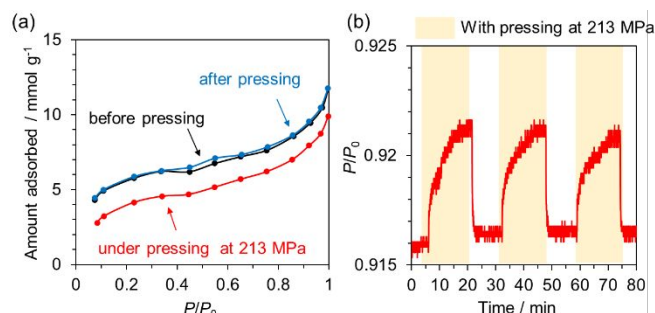 (a)
15
10
5
0
Amount adsorbed / mmol g⁻¹
after pressing
before pressing
under pressing at 213 MPa
0 0.2 0.4 0.6 0.8 1
P/P₀
(b)
With pressing at 213 MPa
0.925
0.92
0.915
P/P₀
0 10 20 30 40 50 60 70 80
Time / min